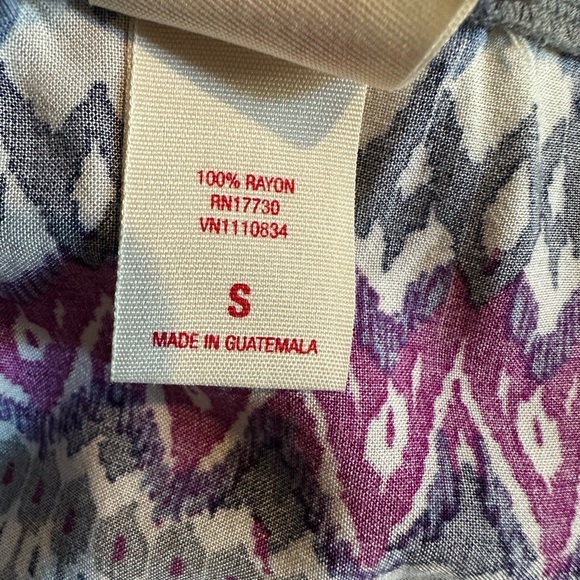 100% RAYON
RN17730
VN1110834
S
MADE IN GUATEMALA